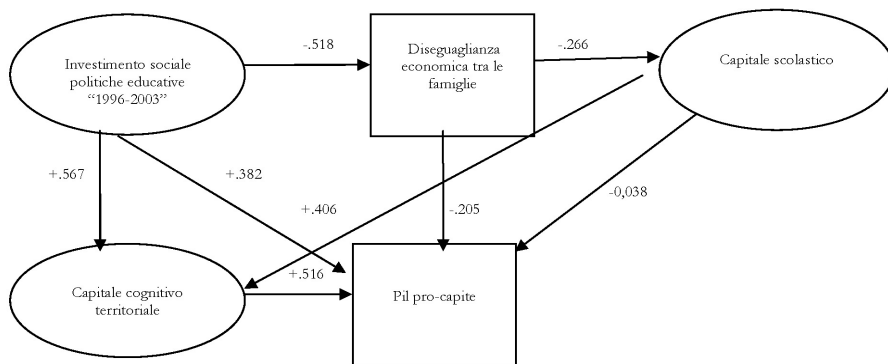 -.518
Diseguaglianza
economica tra le
famiglie
-.266
Investimento sociale
politiche educative
“1996-2003”
Capitale scolastico
+.567
+.382
+.406
-.205
-0,038
+.516
Capitale cognitivo
territoriale
Pil pro-capite